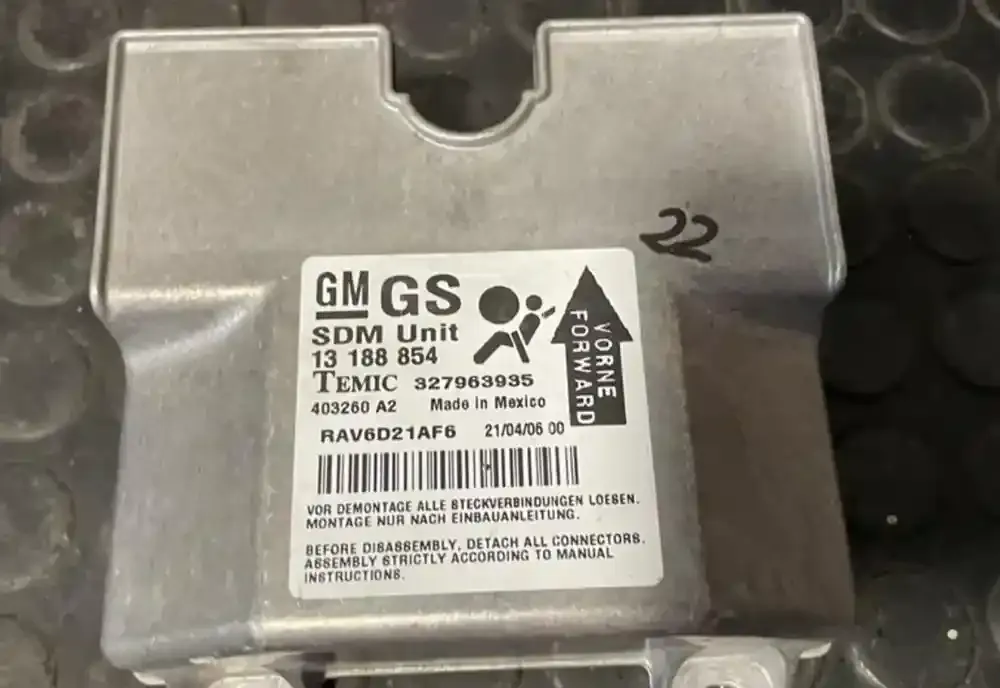 22
GM GS
SDM Unit
13 188 854
TEMIC 327963935
403260 A2 Made in Mexico
RAV6D21AF6 21/04/06 00
VORNE
FORWARD
VOR DEMONTAGE ALLE STECKVERBINDUNGEN LOESEN.
MONTAGE NUR NACH EINBAUANLEITUNG.
BEFORE DISASSEMBLY, DETACH ALL CONNECTORS.
ASSEMBLY STRICTLY ACCORDING TO MANUAL
INSTRUCTIONS.